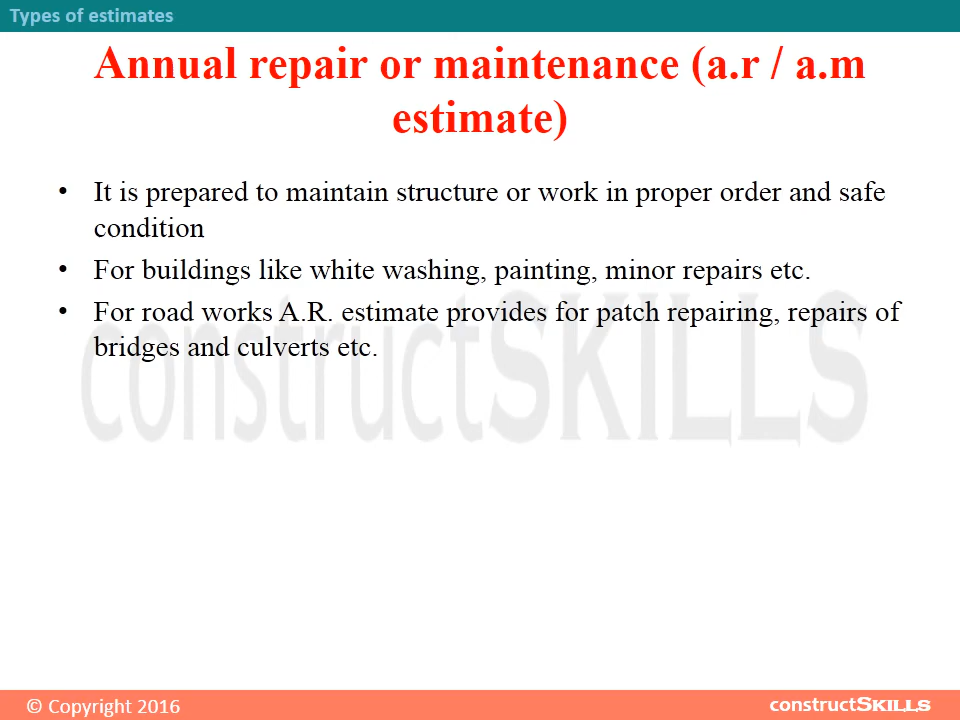 Types of estimates
Annual repair or maintenance (a.r / a.m
estimate)
• It is prepared to maintain structure or work in proper order and safe
condition
• For buildings like white washing, painting, minor repairs etc.
• For road works A.R. estimate provides for patch repairing, repairs of
bridges and culverts etc.
constructSKILLS
© Copyright 2016
constructSKILLS